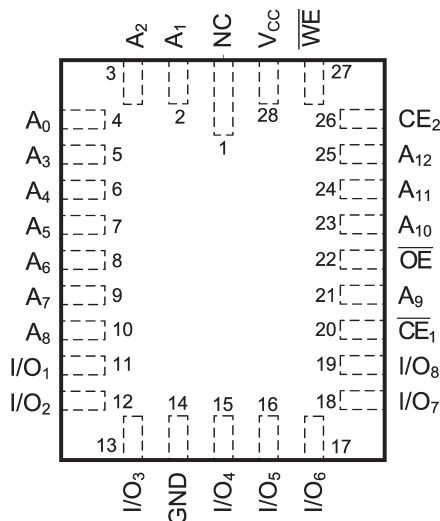 A2 A1 NC VCC WE
3 2 1 28 27
A0 4 26 CE2
A3 5 25 A12
A4 6 24 A11
A5 7 23 A10
A6 8 22 OE
A7 9 21 A9
A8 10 20 CE1
I/O1 11 19 I/O8
I/O2 12 18 I/O7
13 14 15 16 17
I/O3 GND I/O4 I/O5 I/O6